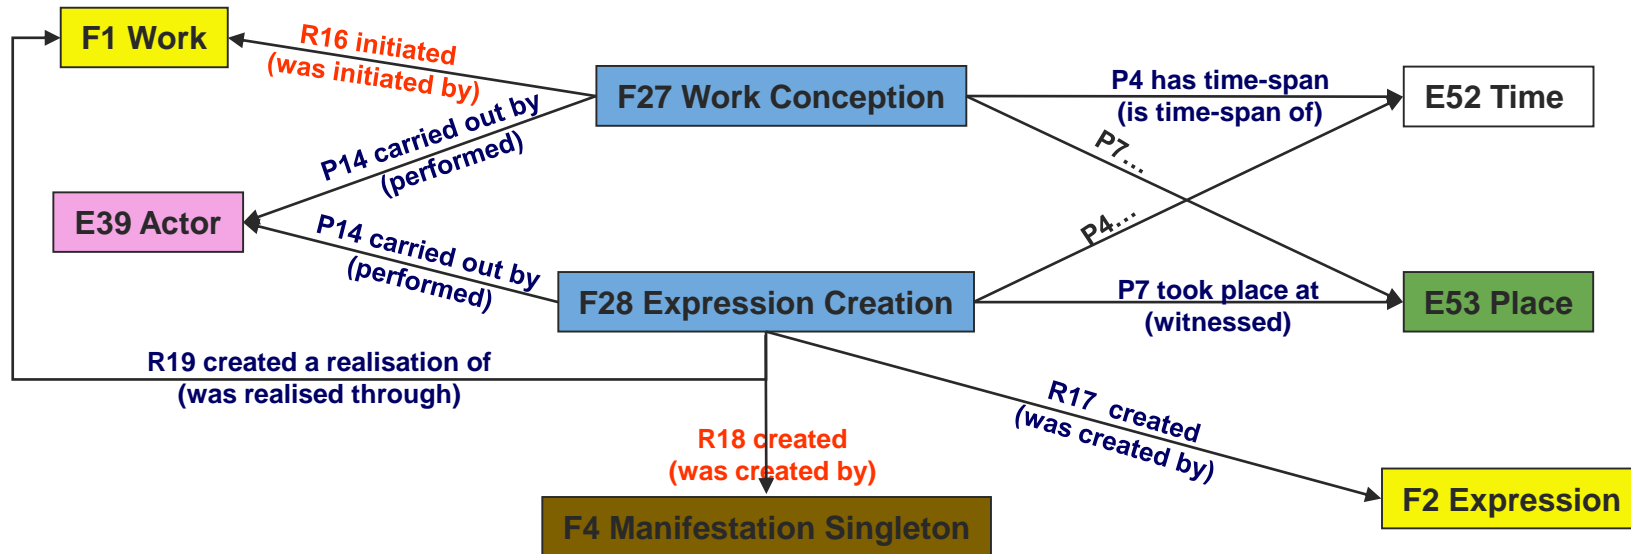 F1 Work
R16 initiated
(was initiated by)
F27 Work Conception
P4 has time-span
(is time-span of)
E52 Time
P14 carried out by
(performed)
P7...
E39 Actor
P14 carried out by
(performed)
P4...
F28 Expression Creation
P7 took place at
(witnessed)
E53 Place
R19 created a realisation of
(was realised through)
R17 created
(was created by)
R18 created
(was created by)
F4 Manifestation Singleton
F2 Expression